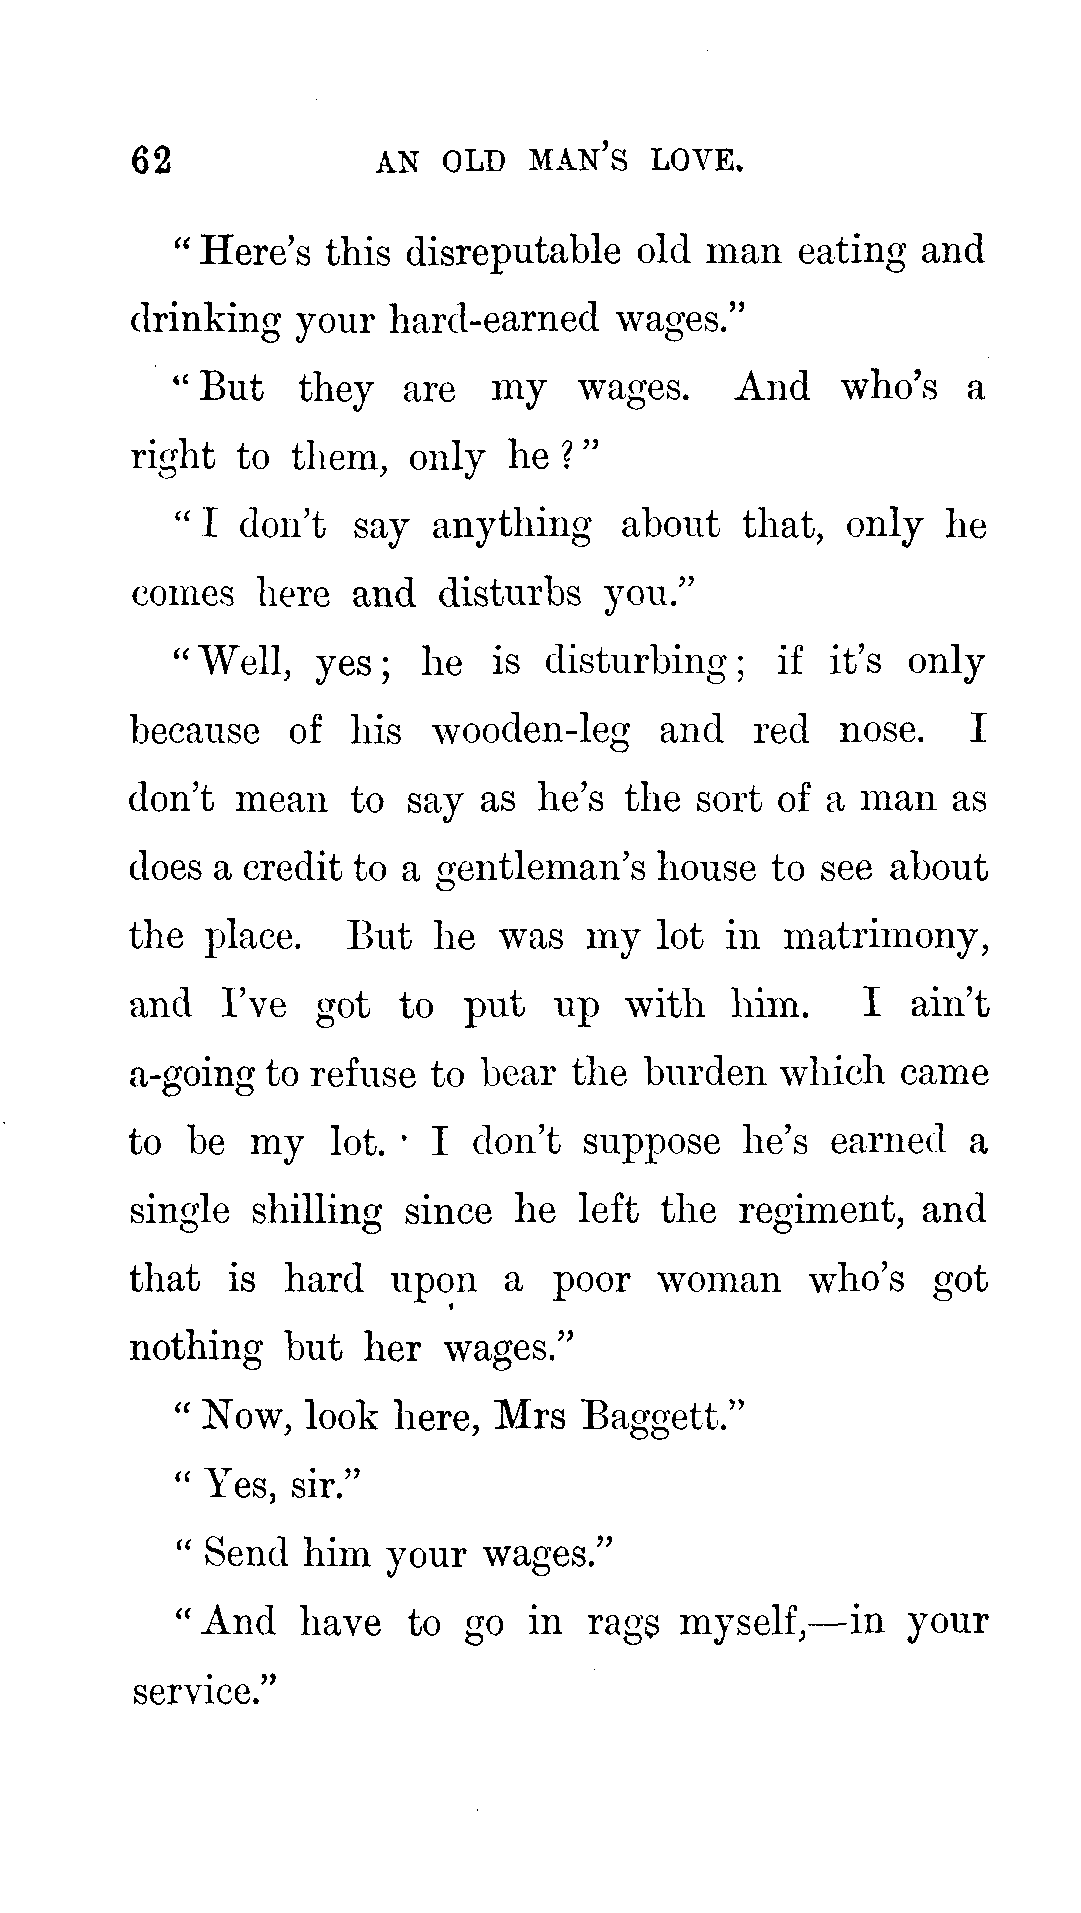 62 AN OLD MAN'S LOVE.
"Here's this disreputable old man eating and
drinking your hard-earned wages."
"But they are my wages. And who's a
right to them, only he?"
"I don't say anything about that, only he
comes here and disturbs you."
"Well, yes; he is disturbing; if it's only
because of his wooden-leg and red nose. I
don't mean to say as he's the sort of a man as
does a credit to a gentleman's house to see about
the place. But he was my lot in matrimony,
and I've got to put up with him. I ain't
a-going to refuse to bear the burden which came
to be my lot. I don't suppose he's earned a
single shilling since he left the regiment, and
that is hard upon a poor woman who's got
nothing but her wages."
"Now, look here, Mrs Baggett."
"Yes, sir."
"Send him your wages."
"And have to go in rags myself,—in your
service."